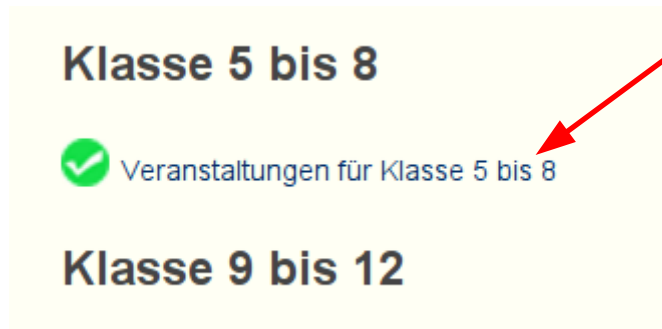 Klasse 5 bis 8
Veranstaltungen für Klasse 5 bis 8
Klasse 9 bis 12